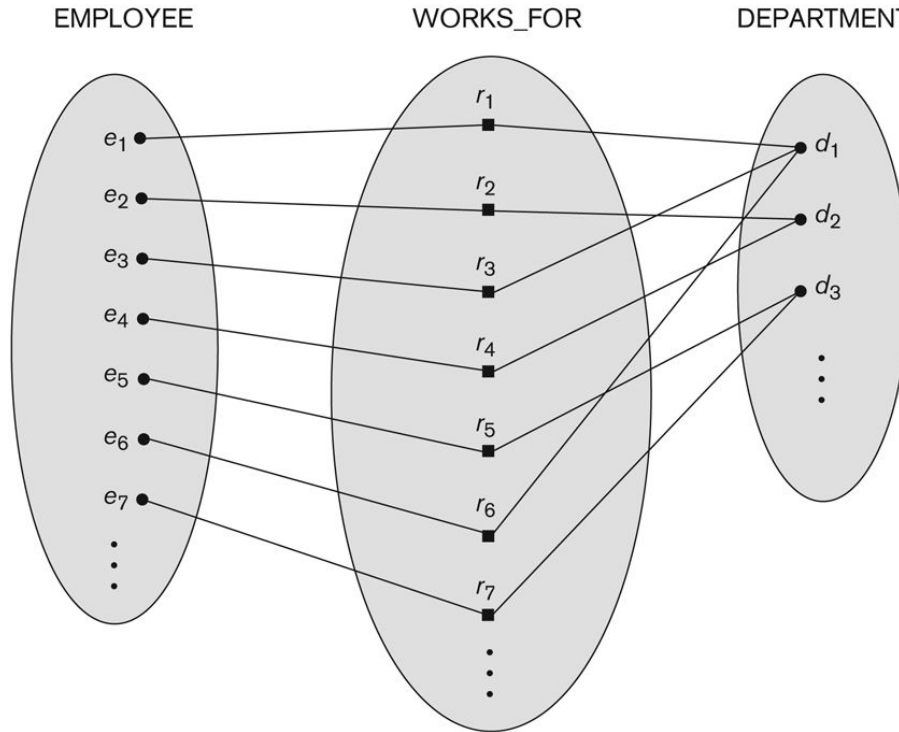 EMPLOYEE WORKS_FOR DEPARTMENT
e1
e2
e3
e4
e5
e6
e7
r1
r2
r3
r4
r5
r6
r7
d1
d2
d3